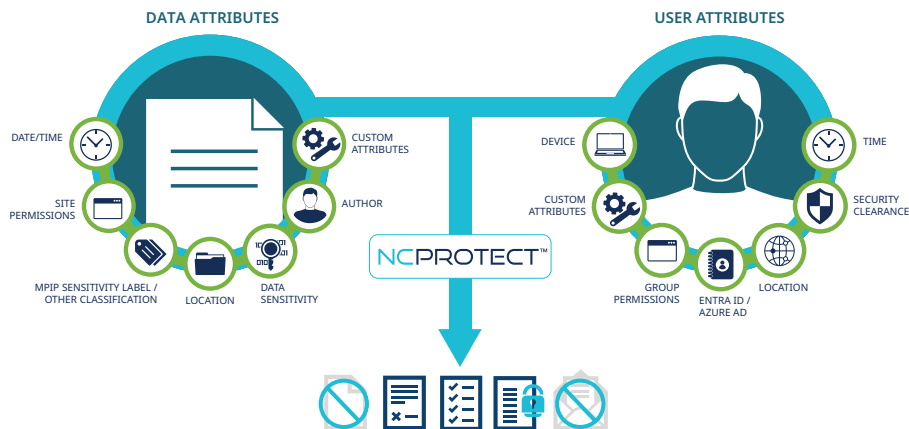 DATA ATTRIBUTES
USER ATTRIBUTES
DATE/TIME
CUSTOM
ATTRIBUTES
SITE
PERMISSIONS
AUTHOR
MPIP SENSITIVITY LABEL /
OTHER CLASSIFICATION
LOCATION
DATA
SENSITIVITY
NCPROTECT™
DEVICE
TIME
CUSTOM
ATTRIBUTES
SECURITY
CLEARANCE
GROUP
PERMISSIONS
ENTRA ID /
AZURE AD
LOCATION